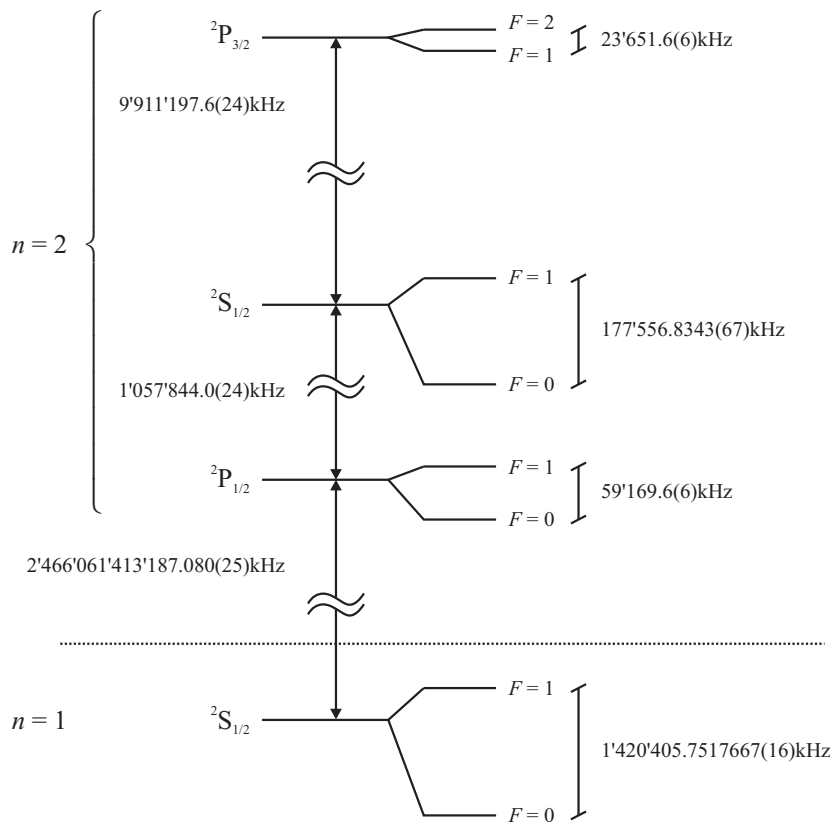 ²P₃/₂
F = 2
F = 1
23'651.6(6)kHz
9'911'197.6(24)kHz
n = 2
²S₁/₂
F = 1
F = 0
177'556.8343(67)kHz
1'057'844.0(24)kHz
²P₁/₂
F = 1
F = 0
59'169.6(6)kHz
2'466'061'413'187.080(25)kHz
n = 1
²S₁/₂
F = 1
F = 0
1'420'405.7517667(16)kHz